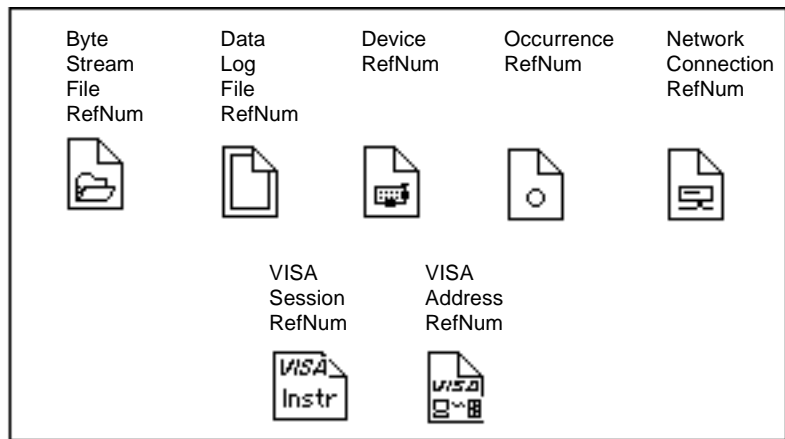 Byte
Stream
File
RefNum
Data
Log
File
RefNum
Device
RefNum
Occurrence
RefNum
Network
Connection
RefNum
VISA
Session
RefNum
VISA
Address
RefNum
VISA
Instr
VISA